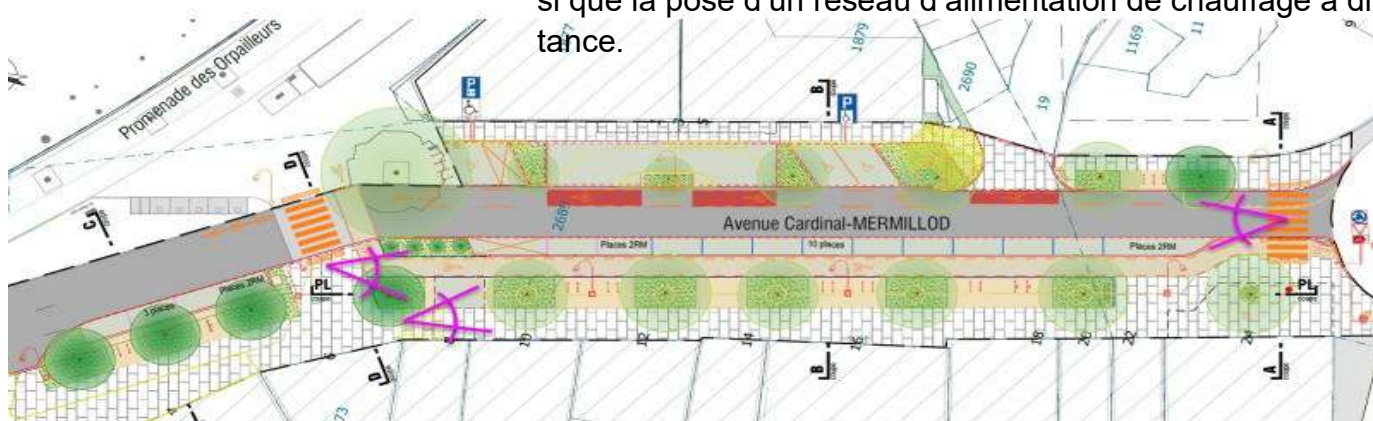 si que la pose d'un réseau d'alimentation de chauffage à di
tance.
Promenade des Orpailleurs
1879
2690
1169
11
19
P
P
B
A
D
C
2689
Avenue Cardinal-MERMILLOD
Places 2RM
10 places
Places 2RM
Places 2RM
3 places
PL
PL
10
12
14
16
18
20
22
24
D
B
A
73